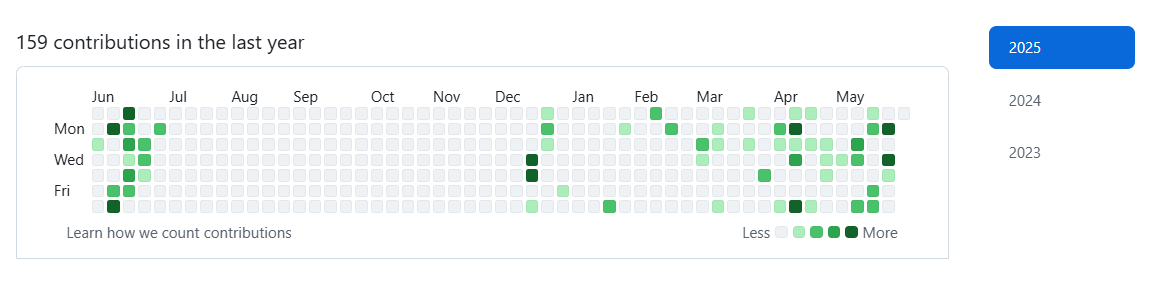 159 contributions in the last year
2025
2024
2023
Jun Jul Aug Sep Oct Nov Dec Jan Feb Mar Apr May
Mon
Wed
Fri
Learn how we count contributions
Less More